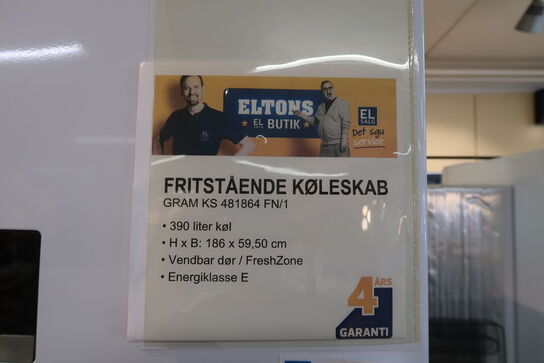 ELTONS
EL
SALG
BUTIK
EL
SALG
Det sgu
service
FRITSTÅENDE KØLESKAB
GRAM KS 481864 FN/1
• 390 liter køl
• H x B: 186 x 59,50 cm
• Vendbar dør / FreshZone
• Energiklasse E
4 ÅRS
GARANTI